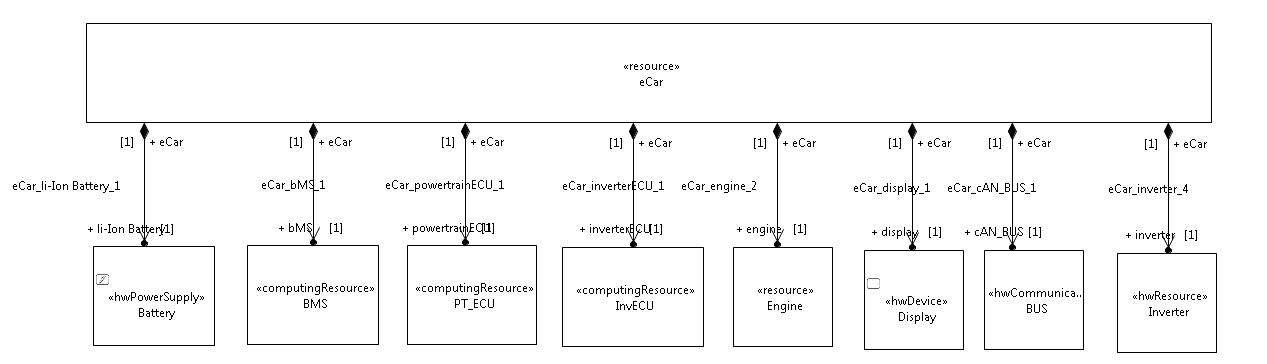 «resource»
eCar
[1] + eCar [1] + eCar [1] + eCar [1] + eCar [1] + eCar [1] + eCar [1] + eCar [1] + eCar
eCar_li-Ion Battery_1 eCar_bMS_1 eCar_powertrainECU_1 eCar_inverterECU_1 eCar_engine_2 eCar_display_1 eCar_cAN_BUS_1 eCar_inverter_4
+ li-Ion Battery [1] + bMS [1] + powertrainECU [1] + inverterECU [1] + engine [1] + display [1] + cAN_BUS [1] + inverter [1]
«hwPowerSupply»
Battery
«computingResource»
BMS
«computingResource»
PT_ECU
«computingResource»
InvECU
«resource»
Engine
«hwDevice»
Display
«hwCommunica..
BUS
«hwResource»
Inverter